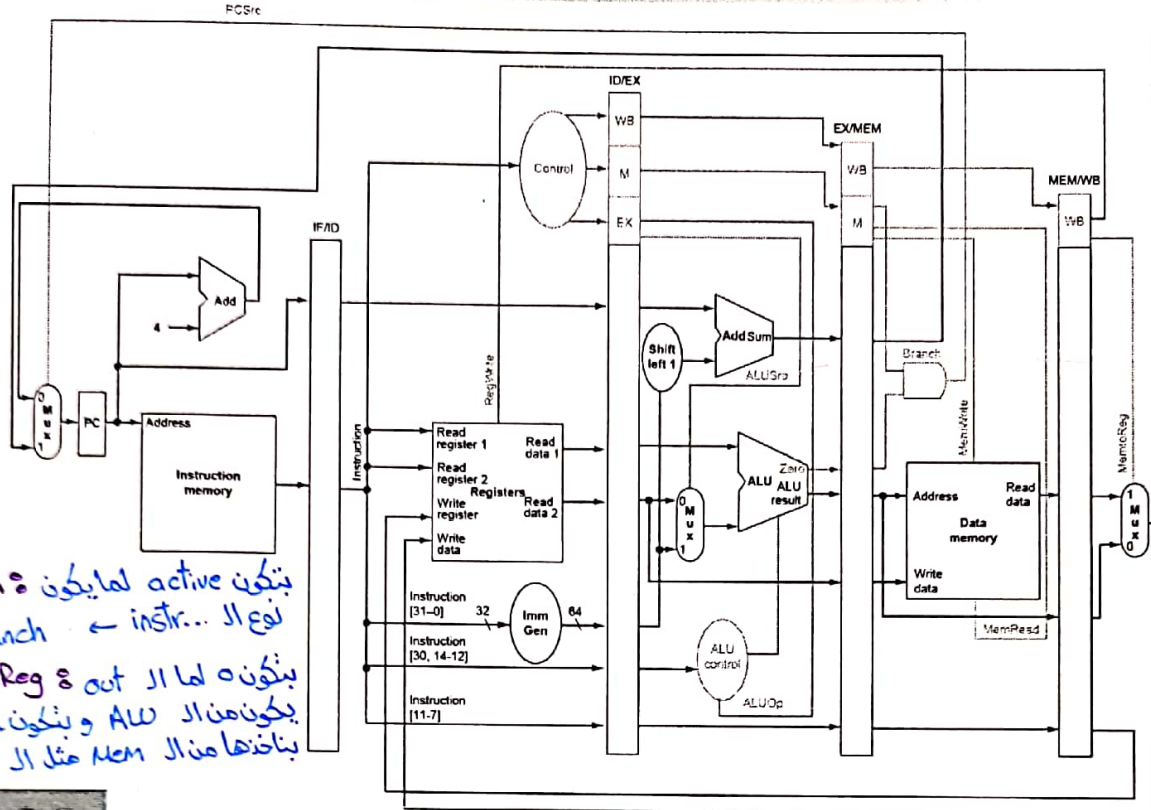 PCSrc
ID/EX
WB
EX/MEM
Control
M
WB
MEM/WB
EX
M
WB
IF/ID
Add
4
Add Sum
Shift
left 1
Branch
ALUSrc
RegWrite
MemWrite
MemtoReg
0
M
u
x
1
PC
Address
Instruction
memory
Instruction
Read
register 1
Read
data 1
Read
register 2
Registers
Read
data 2
Write
register
Write
data
0
M
u
x
1
Zero
ALU
ALU
result
Address
Read
data
Data
memory
Write
data
1
M
u
x
0
MemRead
Instruction
[31–0]
32
Imm
Gen
64
Instruction
[30, 14-12]
ALU
control
ALUOp
Instruction
[11-7]
بتكون active لما يكون
نوع ال instr... ← nch
Reg : بتكون 0 لما ال out
يكون من ال ALU و بتكون
بناخذها من ال Mem مثل ال